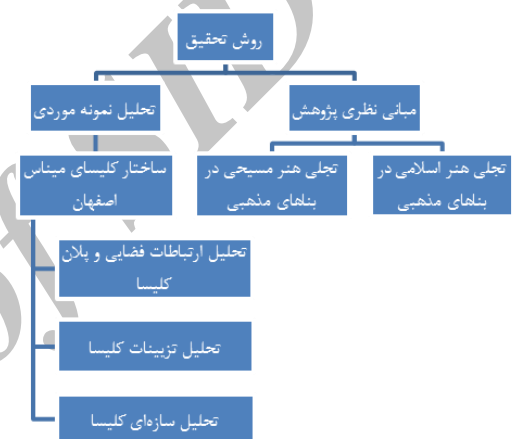 روش تحقیق
مبانی نظری پژوهش
تحلیل نمونه موردی
تجلی هنر اسلامی در
بناهای مذهبی
تجلی هنر مسیحی در
بناهای مذهبی
ساختار کلیسای میناس
اصفهان
تحلیل ارتباطات فضایی و پلان
کلیسا
تحلیل تزیینات کلیسا
تحلیل سازه‌ای کلیسا